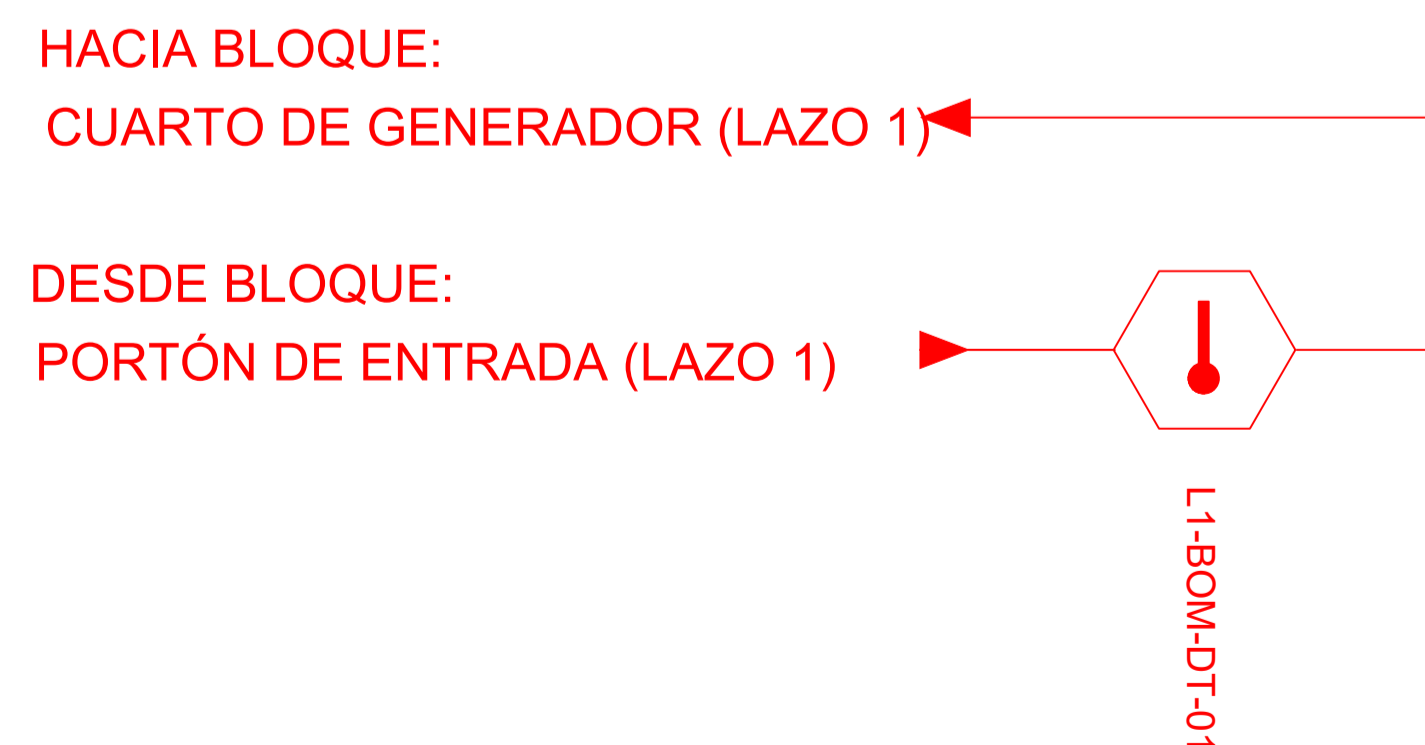 HACIA BLOQUE:
CUARTO DE GENERADOR (LAZO 1)
DESDE BLOQUE:
PORTÓN DE ENTRADA (LAZO 1)
L1-BOM-DT-01